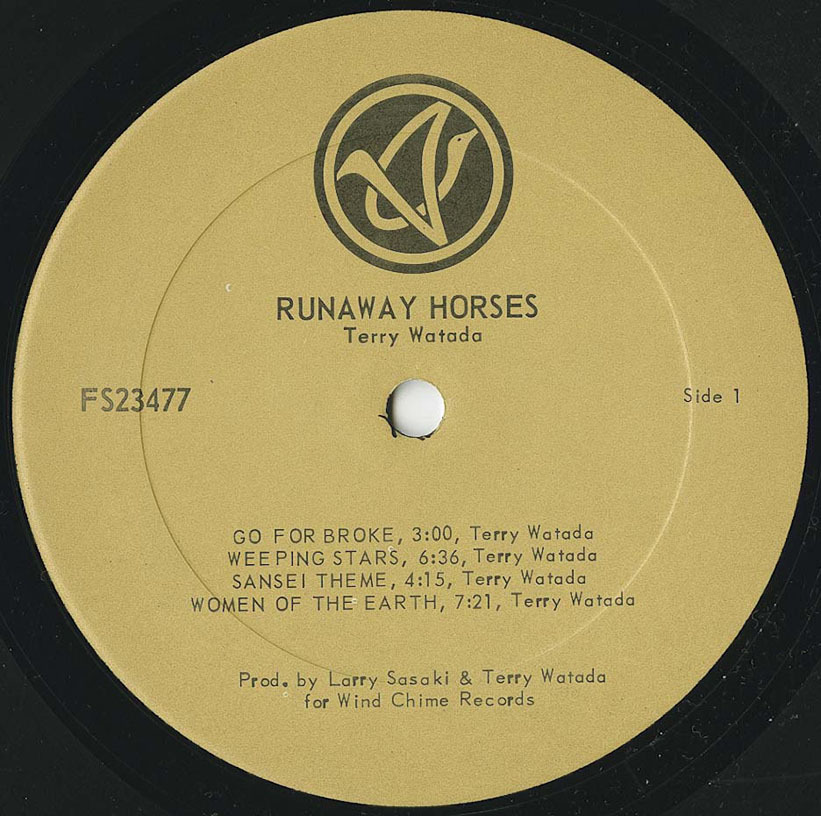 RUNAWAY HORSES
Terry Watada
FS23477
Side 1
GO FOR BROKE, 3:00, Terry Watada
WEEPING STARS, 6:36, Terry Watada
SANSEI THEME, 4:15, Terry Watada
WOMEN OF THE EARTH, 7:21, Terry Watada
Prod. by Larry Sasaki & Terry Watada
for Wind Chime Records